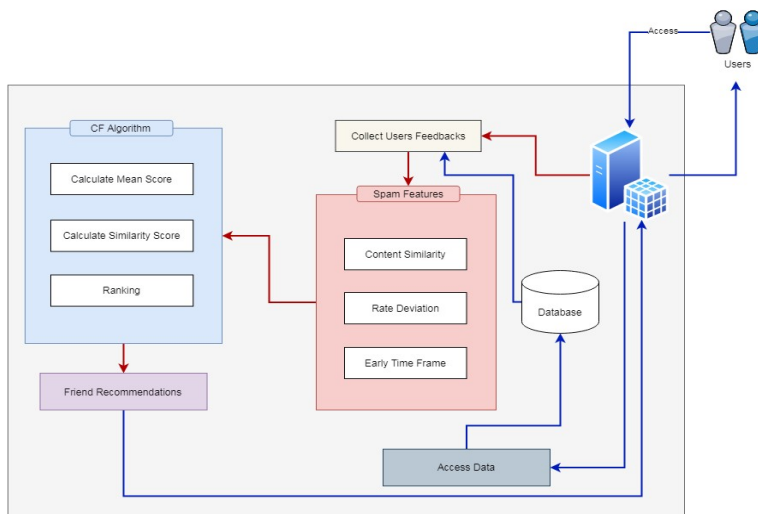 Access
Users
CF Algorithm
Collect Users Feedbacks
Calculate Mean Score
Spam Features
Calculate Similarity Score
Content Similarity
Ranking
Rate Deviation
Database
Early Time Frame
Friend Recommendations
Access Data